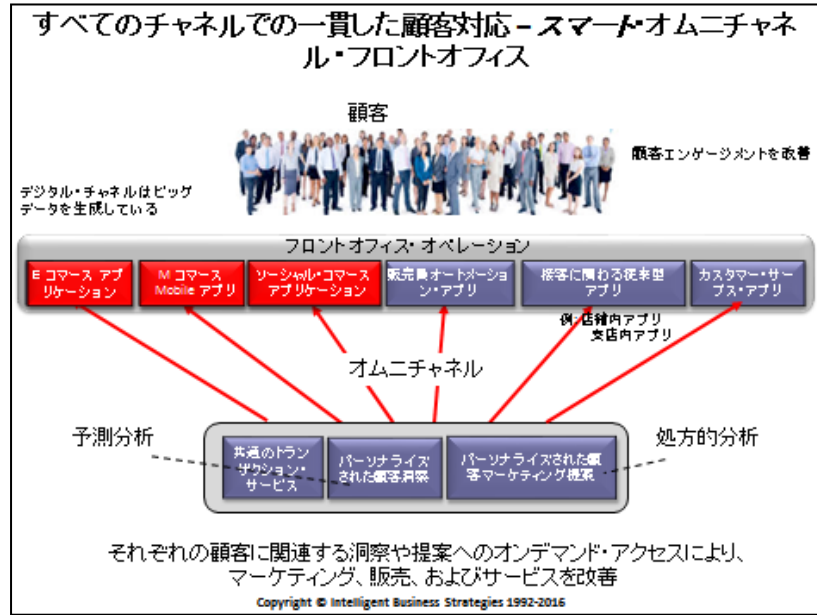 すべてのチャネルでの一貫した顧客対応 – スマート・オムニチャネ
ル・フロントオフィス
顧客
顧客エンゲージメントを改善
デジタル・チャネルはビッグ
データを生成している
フロントオフィス・オペレーション
E コマース アプ
リケーション
M コマース
Mobile アプリ
ソーシャル・コマース
アプリケーション
販売員オートメーショ
ン・アプリ
接客に関わる従来型
アプリ
カスタマー・サー
ビス・アプリ
例:店舗内アプリ
支店内アプリ
オムニチャネル
予測分析
処方的分析
共通のトラン
ザクション・
サービス
パーソナライズ
された顧客洞察
パーソナライズされた顧
客マーケティング提案
それぞれの顧客に関連する洞察や提案へのオンデマンド・アクセスにより、
マーケティング、販売、およびサービスを改善
Copyright © Intelligent Business Strategies 1992-2016